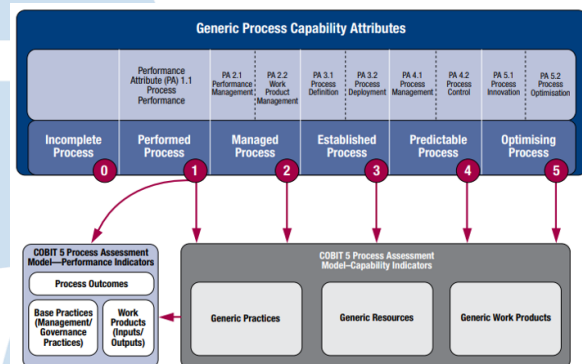 Generic Process Capability Attributes
Performance
Attribute (PA) 1.1
Process
Performance
PA 2.1
Performance
Management
PA 2.2
Work
Product
Management
PA 3.1
Process
Definition
PA 3.2
Process
Deployment
PA 4.1
Process
Management
PA 4.2
Process
Control
PA 5.1
Process
Innovation
PA 5.2
Process
Optimisation
Incomplete
Process
0
Performed
Process
1
Managed
Process
2
Established
Process
3
Predictable
Process
4
Optimising
Process
5
COBIT 5 Process Assessment
Model—Performance Indicators
Process Outcomes
Base Practices
(Management/
Governance
Practices)
Work
Products
(Inputs/
Outputs)
COBIT 5 Process Assessment
Model–Capability Indicators
Generic Practices
Generic Resources
Generic Work Products